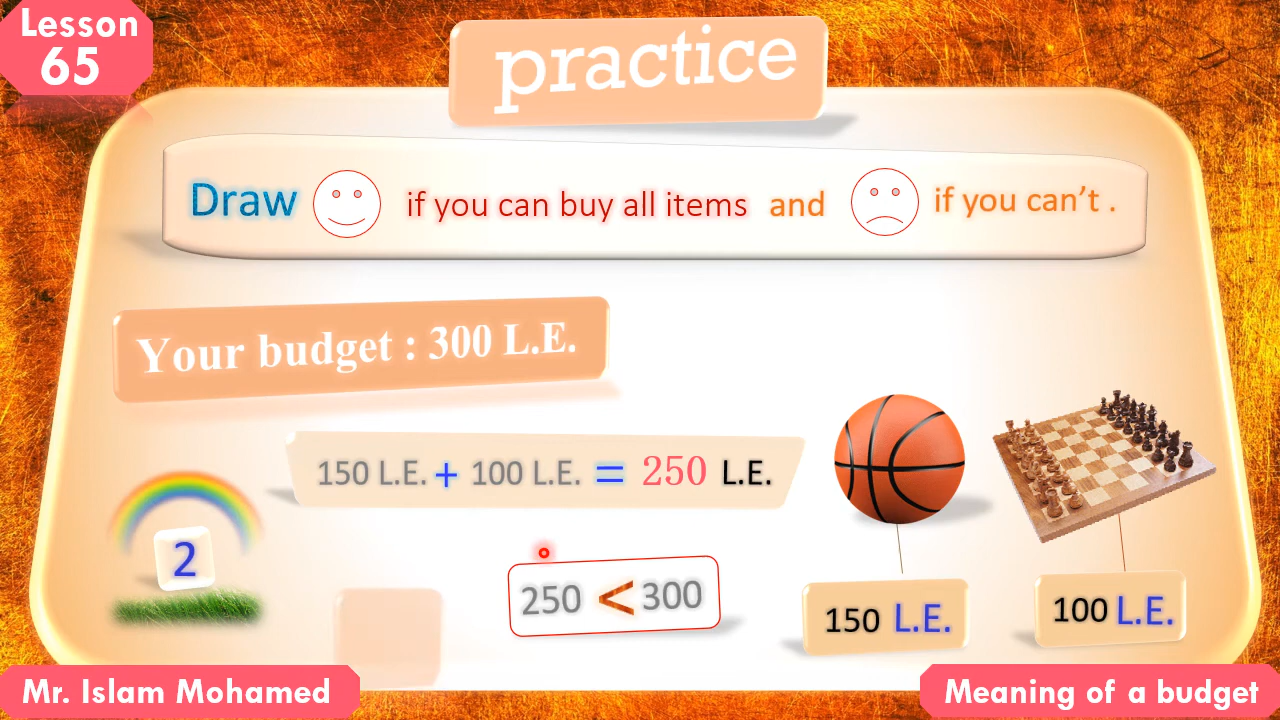 Lesson
65
practice
Draw if you can buy all items and if you can't .
Your budget : 300 L.E.
150 L.E. + 100 L.E. = 250 L.E.
2
250 < 300
150 L.E.
100 L.E.
Mr. Islam Mohamed
Meaning of a budget